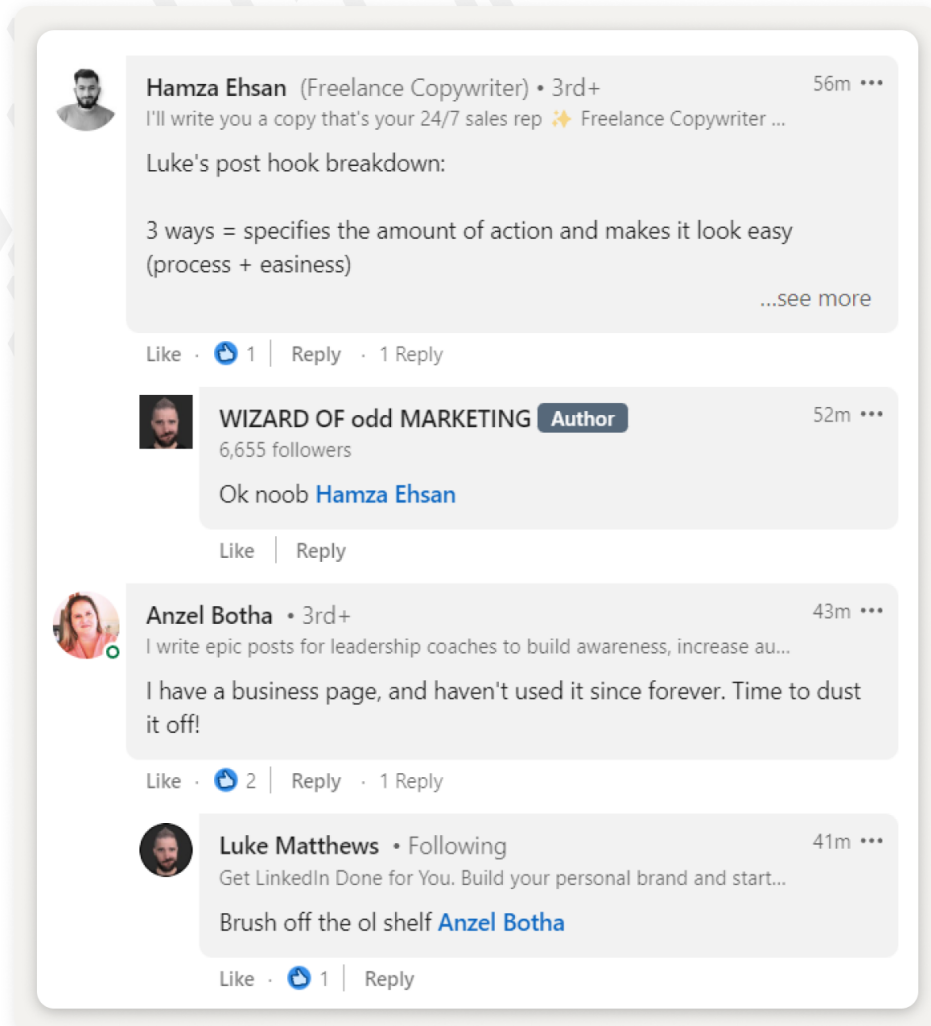 Hamza Ehsan (Freelance Copywriter) • 3rd+ 56m •••
I'll write you a copy that's your 24/7 sales rep ✨ Freelance Copywriter ...
Luke's post hook breakdown:
3 ways = specifies the amount of action and makes it look easy
(process + easiness)
...see more
Like · 1 | Reply · 1 Reply
WIZARD OF odd MARKETING Author 52m •••
6,655 followers
Ok noob Hamza Ehsan
Like | Reply
Anzel Botha • 3rd+ 43m •••
I write epic posts for leadership coaches to build awareness, increase au...
I have a business page, and haven't used it since forever. Time to dust
it off!
Like · 2 | Reply · 1 Reply
Luke Matthews • Following 41m •••
Get LinkedIn Done for You. Build your personal brand and start...
Brush off the ol shelf Anzel Botha
Like · 1 | Reply